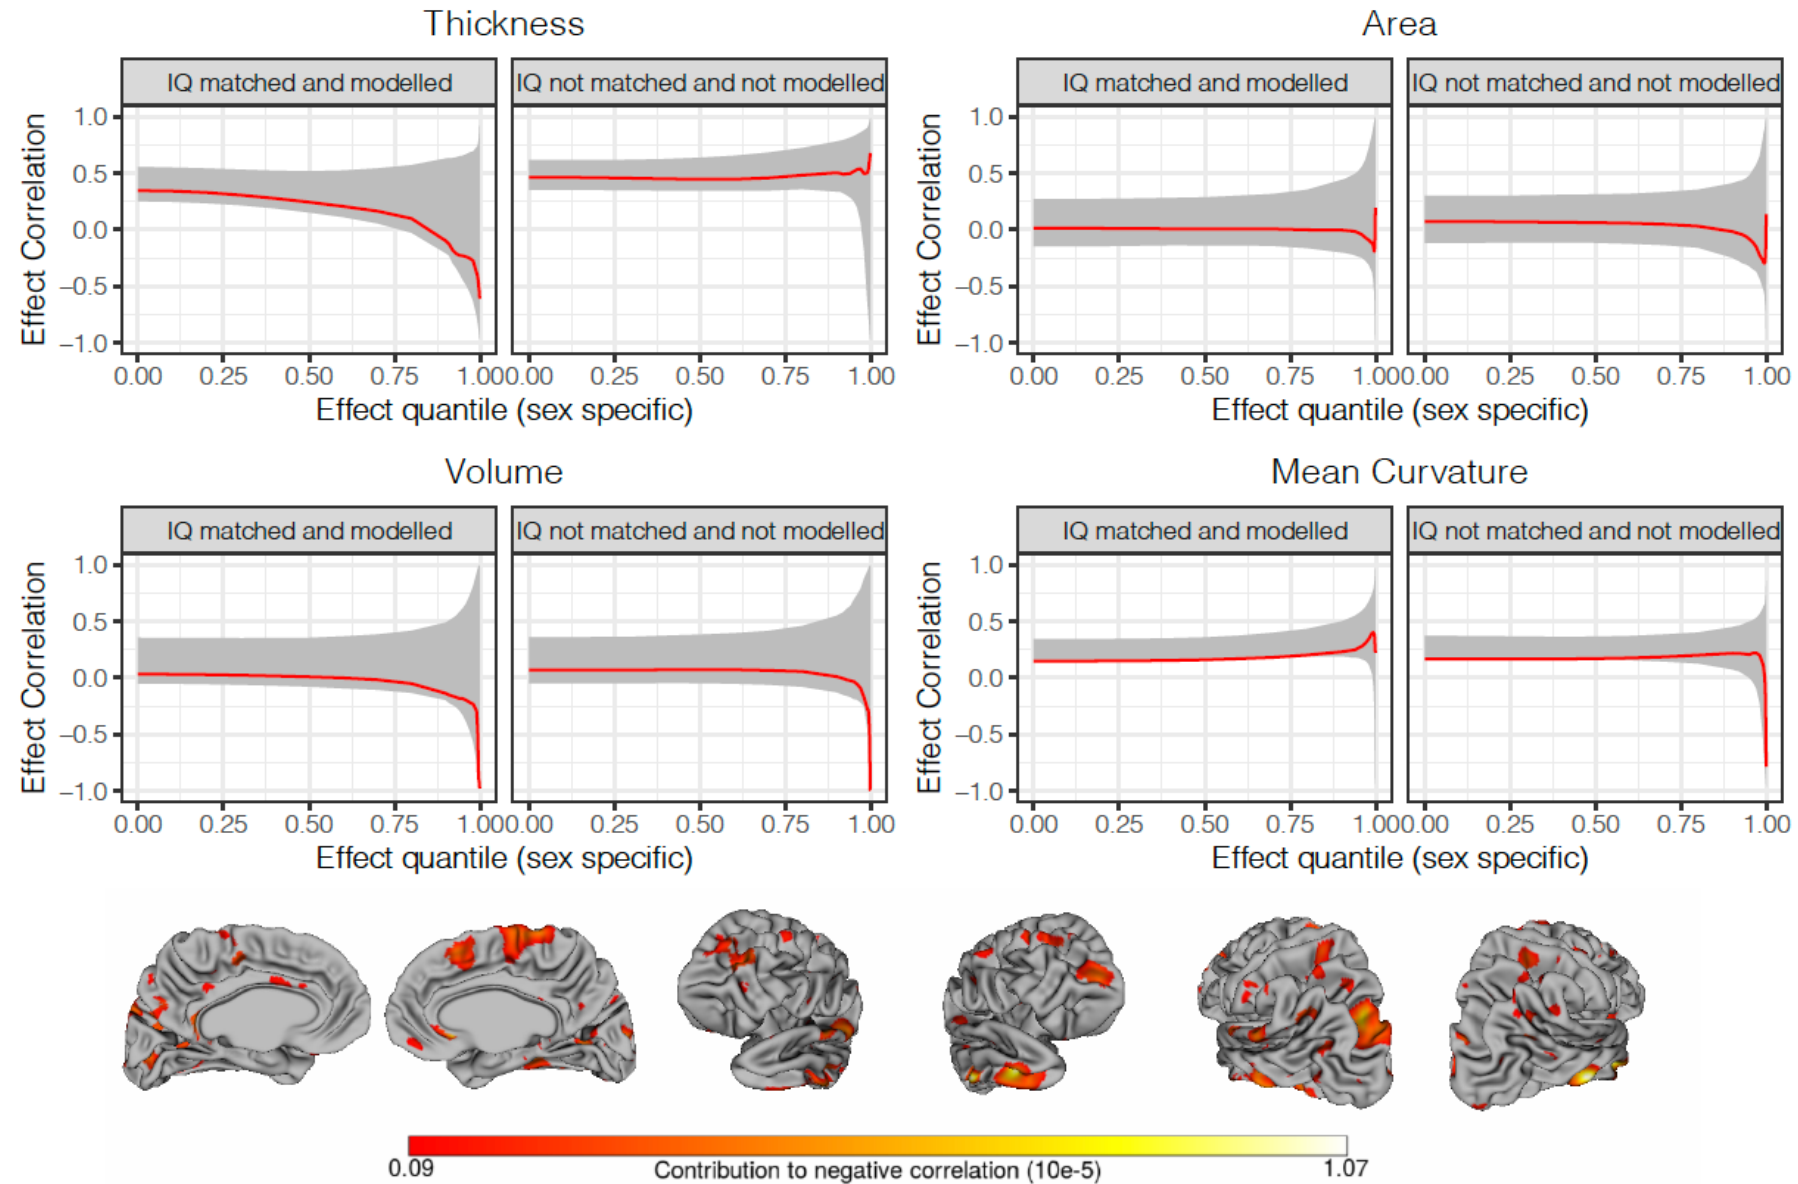 Thickness
Area
IQ matched and modelled
IQ not matched and not modelled
IQ matched and modelled
IQ not matched and not modelled
Effect Correlation
1.0
0.5
0.0
−0.5
−1.0
0.00 0.25 0.50 0.75 1.00
0.00 0.25 0.50 0.75 1.00
Effect quantile (sex specific)
Effect Correlation
1.0
0.5
0.0
−0.5
−1.0
0.00 0.25 0.50 0.75 1.00
0.00 0.25 0.50 0.75 1.00
Effect quantile (sex specific)
Volume
Mean Curvature
IQ matched and modelled
IQ not matched and not modelled
IQ matched and modelled
IQ not matched and not modelled
Effect Correlation
1.0
0.5
0.0
−0.5
−1.0
0.00 0.25 0.50 0.75 1.00
0.00 0.25 0.50 0.75 1.00
Effect quantile (sex specific)
Effect Correlation
1.0
0.5
0.0
−0.5
−1.0
0.00 0.25 0.50 0.75 1.00
0.00 0.25 0.50 0.75 1.00
Effect quantile (sex specific)
0.09 Contribution to negative correlation (10e-5) 1.07